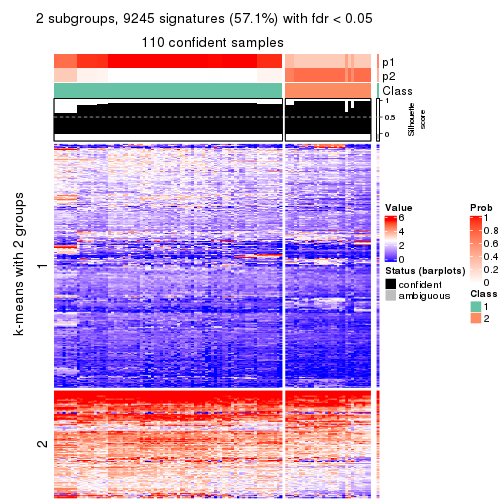 2 subgroups, 9245 signatures (57.1%) with fdr < 0.05
110 confident samples
p1
p2
Class
1
0.5
0
Silhouette
score
k-means with 2 groups
1
2
Value
6
4
2
0
Status (barplots)
confident
ambiguous
Prob
1
0.8
0.6
0.4
0.2
0
Class
1
2